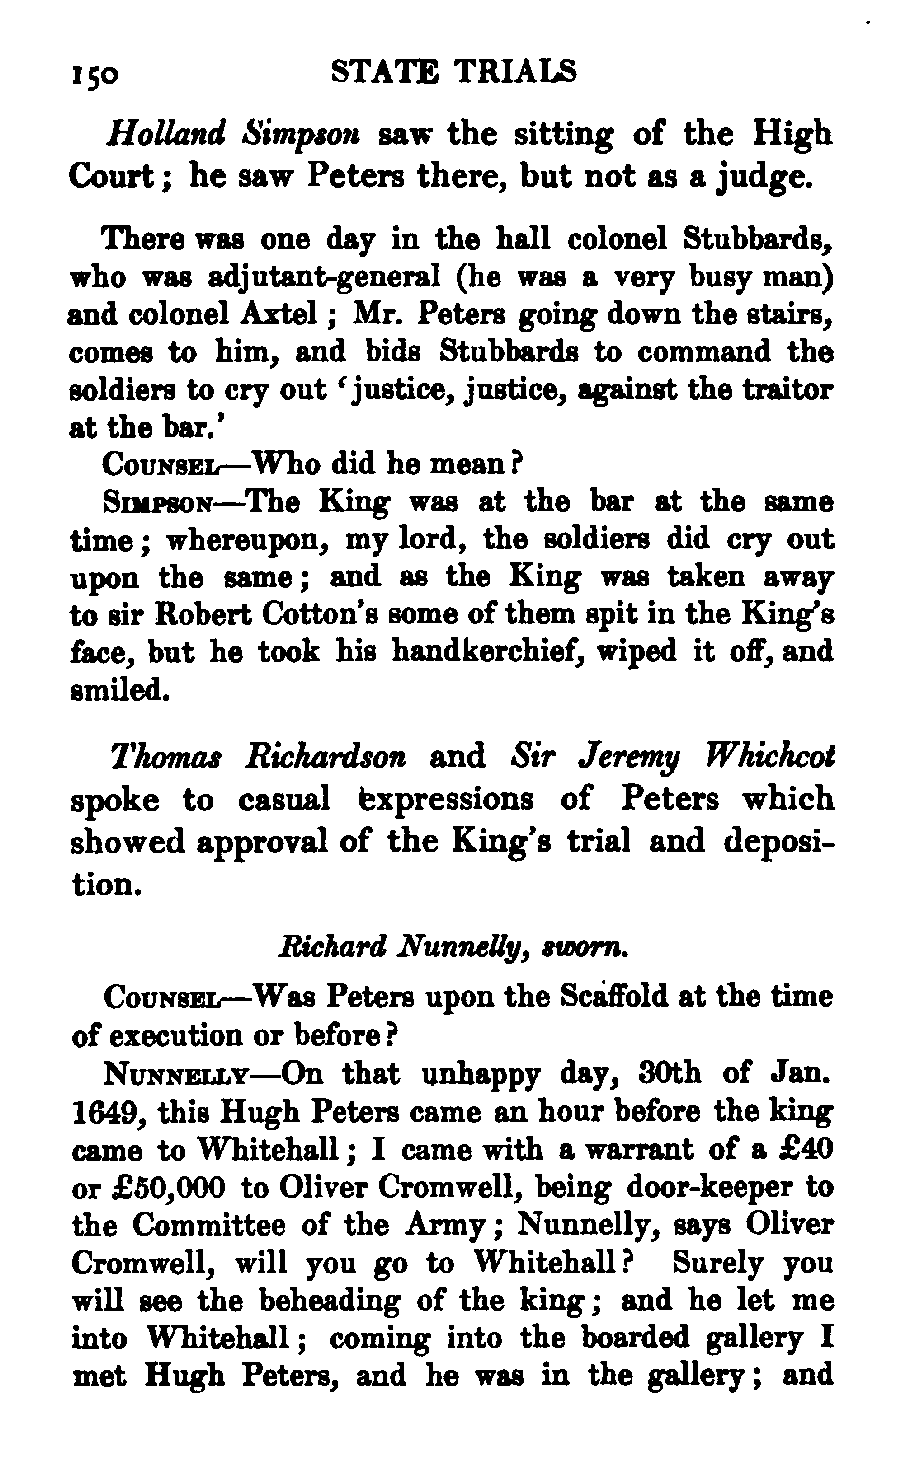 150 STATE TRIALS
Holland Simpson saw the sitting of the High
Court; he saw Peters there, but not as a judge.
There was one day in the hall colonel Stubbards,
who was adjutant-general (he was a very busy man)
and colonel Axtel; Mr. Peters going down the stairs,
comes to him, and bids Stubbards to command the
soldiers to cry out 'justice, justice, against the traitor
at the bar.'
COUNSEL—Who did he mean?
SIMPSON—The King was at the bar at the same
time; whereupon, my lord, the soldiers did cry out
upon the same; and as the King was taken away
to sir Robert Cotton's some of them spit in the King's
face, but he took his handkerchief, wiped it off, and
smiled.
Thomas Richardson and Sir Jeremy Whichcot
spoke to casual expressions of Peters which
showed approval of the King's trial and deposi-
tion.
Richard Nunnelly, sworn.
COUNSEL—Was Peters upon the Scaffold at the time
of execution or before?
NUNNELLY—On that unhappy day, 30th of Jan.
1649, this Hugh Peters came an hour before the king
came to Whitehall; I came with a warrant of a £40
or £50,000 to Oliver Cromwell, being door-keeper to
the Committee of the Army; Nunnelly, says Oliver
Cromwell, will you go to Whitehall? Surely you
will see the beheading of the king; and he let me
into Whitehall; coming into the boarded gallery I
met Hugh Peters, and he was in the gallery; and